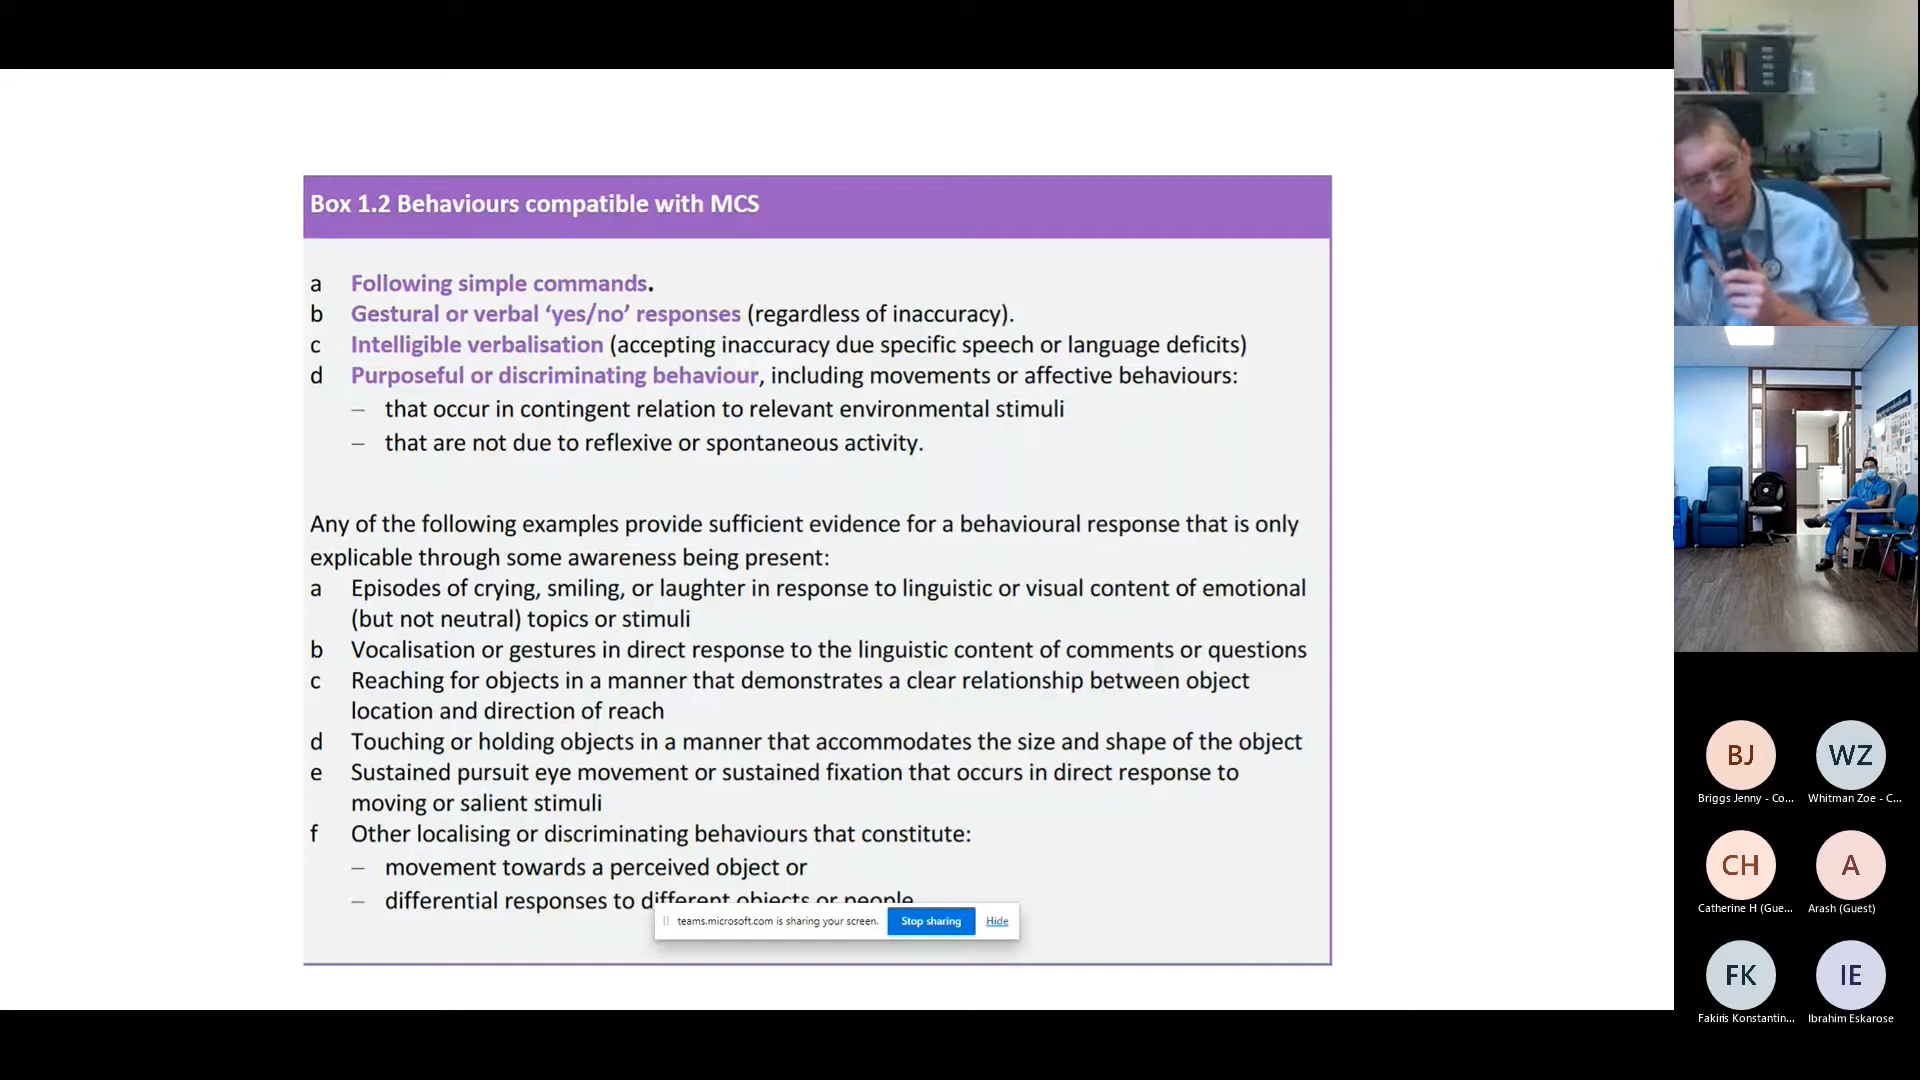 Box 1.2 Behaviours compatible with MCS
a Following simple commands.
b Gestural or verbal ‘yes/no’ responses (regardless of inaccuracy).
c Intelligible verbalisation (accepting inaccuracy due specific speech or language deficits)
d Purposeful or discriminating behaviour, including movements or affective behaviours:
– that occur in contingent relation to relevant environmental stimuli
– that are not due to reflexive or spontaneous activity.
Any of the following examples provide sufficient evidence for a behavioural response that is only
explicable through some awareness being present:
a Episodes of crying, smiling, or laughter in response to linguistic or visual content of emotional
(but not neutral) topics or stimuli
b Vocalisation or gestures in direct response to the linguistic content of comments or questions
c Reaching for objects in a manner that demonstrates a clear relationship between object
location and direction of reach
d Touching or holding objects in a manner that accommodates the size and shape of the object
e Sustained pursuit eye movement or sustained fixation that occurs in direct response to
moving or salient stimuli
f Other localising or discriminating behaviours that constitute:
– movement towards a perceived object or
– differential responses to different objects or people
teams.microsoft.com is sharing your screen. Stop sharing Hide
BJ WZ
Briggs Jenny - Co... Whitman Zoe - C...
CH A
Catherine H (Gue... Arash (Guest)
FK IE
Fakiris Konstantin... Ibrahim Eskarose